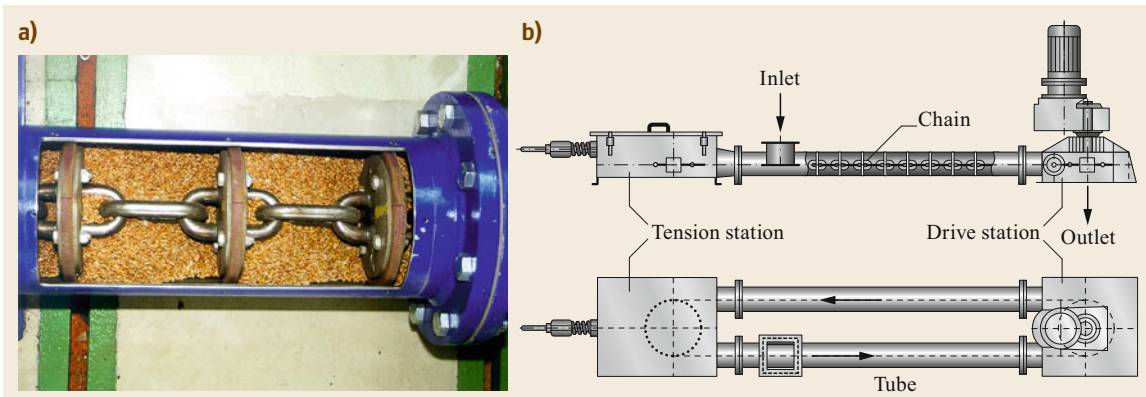 a)
b)
Inlet
Chain
Tension station
Drive station
Outlet
Tube